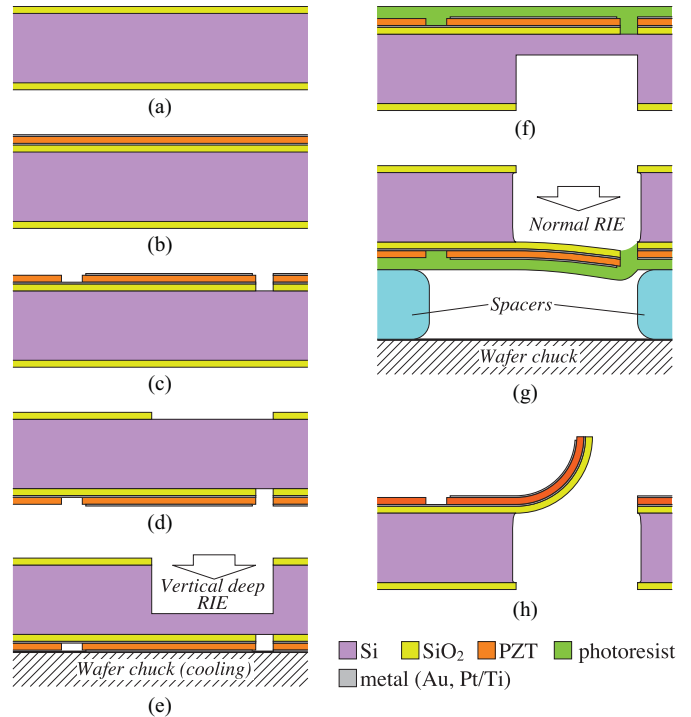 (a)
(b)
(c)
(d)
Vertical deep
RIE
Wafer chuck (cooling)
(e)
(f)
Normal RIE
Spacers
Wafer chuck
(g)
(h)
Si
SiO₂
PZT
photoresist
metal (Au, Pt/Ti)